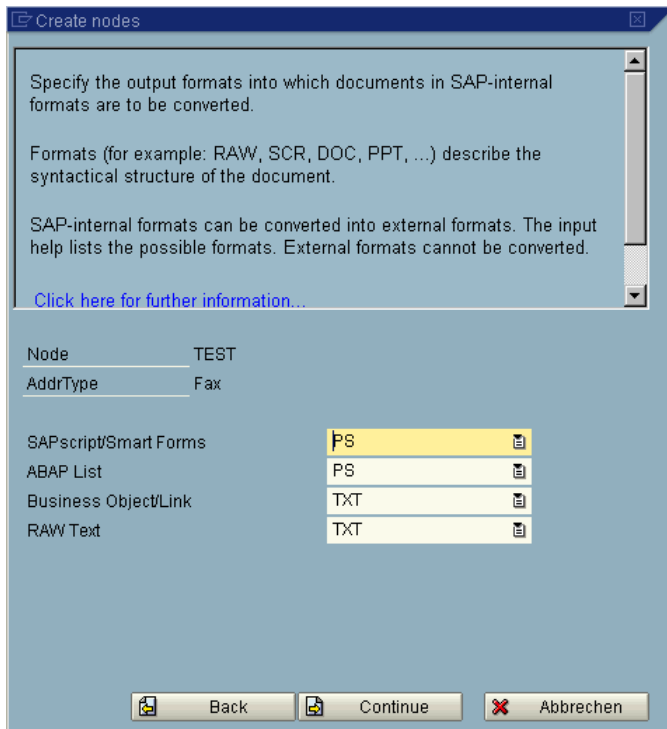 Create nodes
Specify the output formats into which documents in SAP-internal
formats are to be converted.
Formats (for example: RAW, SCR, DOC, PPT, ...) describe the
syntactical structure of the document.
SAP-internal formats can be converted into external formats. The input
help lists the possible formats. External formats cannot be converted.
Click here for further information...
Node TEST
AddrType Fax
SAPscript/Smart Forms PS
ABAP List PS
Business Object/Link TXT
RAW Text TXT
Back Continue Abbrechen